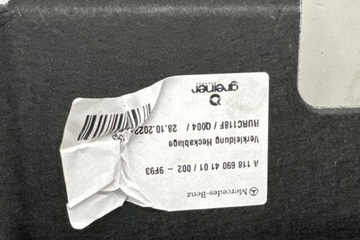 Mercedes-Benz
A 118 690 41 01 / 002 - 9F93
Verkleidung Heckablage
RURC118F / Q004 / 28.10.202
greiner